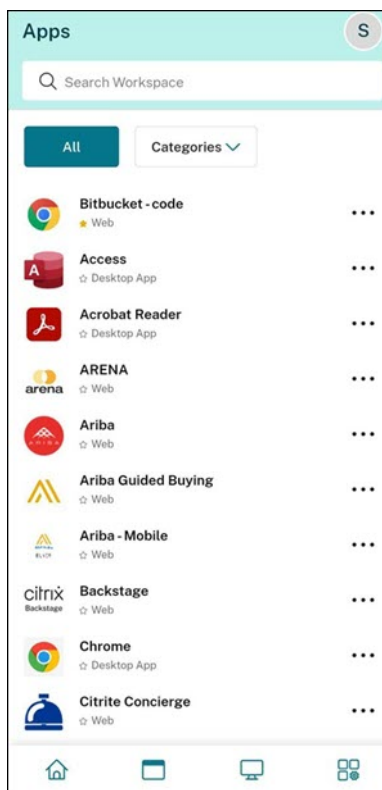 Apps
S
Search Workspace
All
Categories
Bitbucket - code
Web
A
Access
Desktop App
Acrobat Reader
Desktop App
arena
ARENA
Web
ARIBA
Ariba
Web
Ariba Guided Buying
Web
Ariba - Mobile
Web
citrix
Backstage
Backstage
Web
Chrome
Desktop App
Citrite Concierge
Web